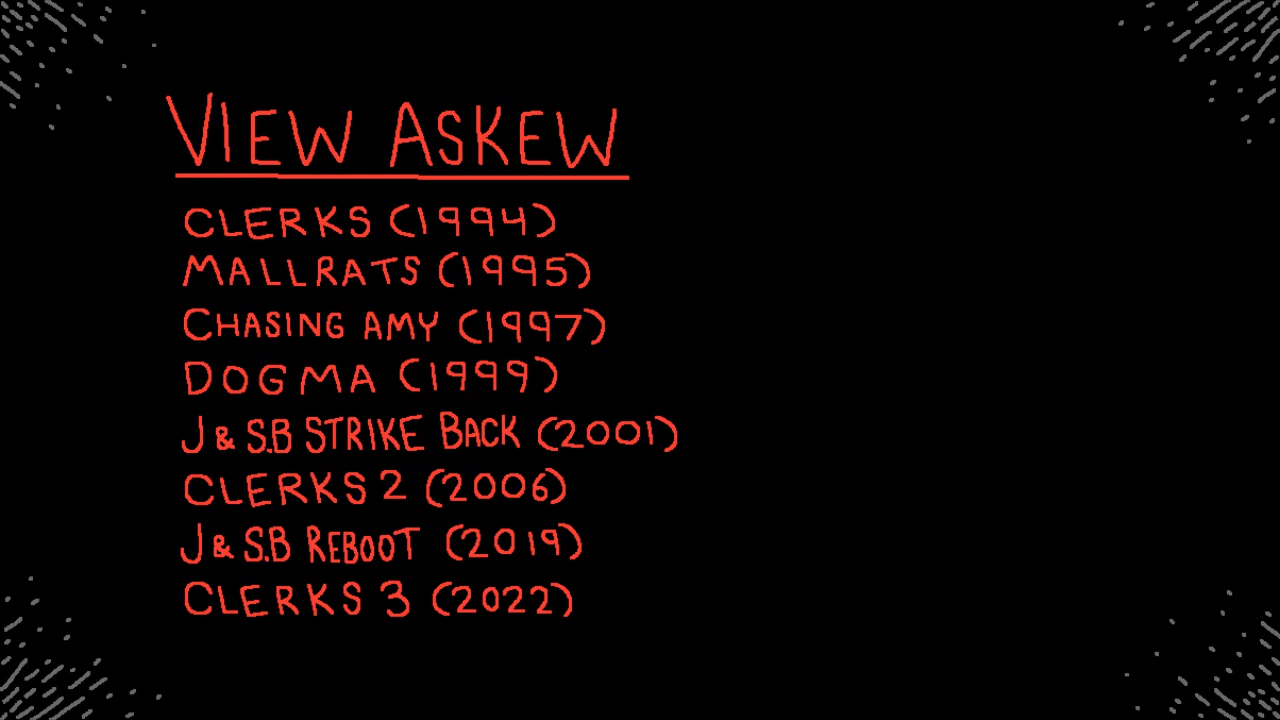 VIEW ASKEW
CLERKS (1994)
MALLRATS (1995)
CHASING AMY (1997)
DOGMA (1999)
J & S.B STRIKE BACK (2001)
CLERKS 2 (2006)
J & S.B REBOOT (2019)
CLERKS 3 (2022)